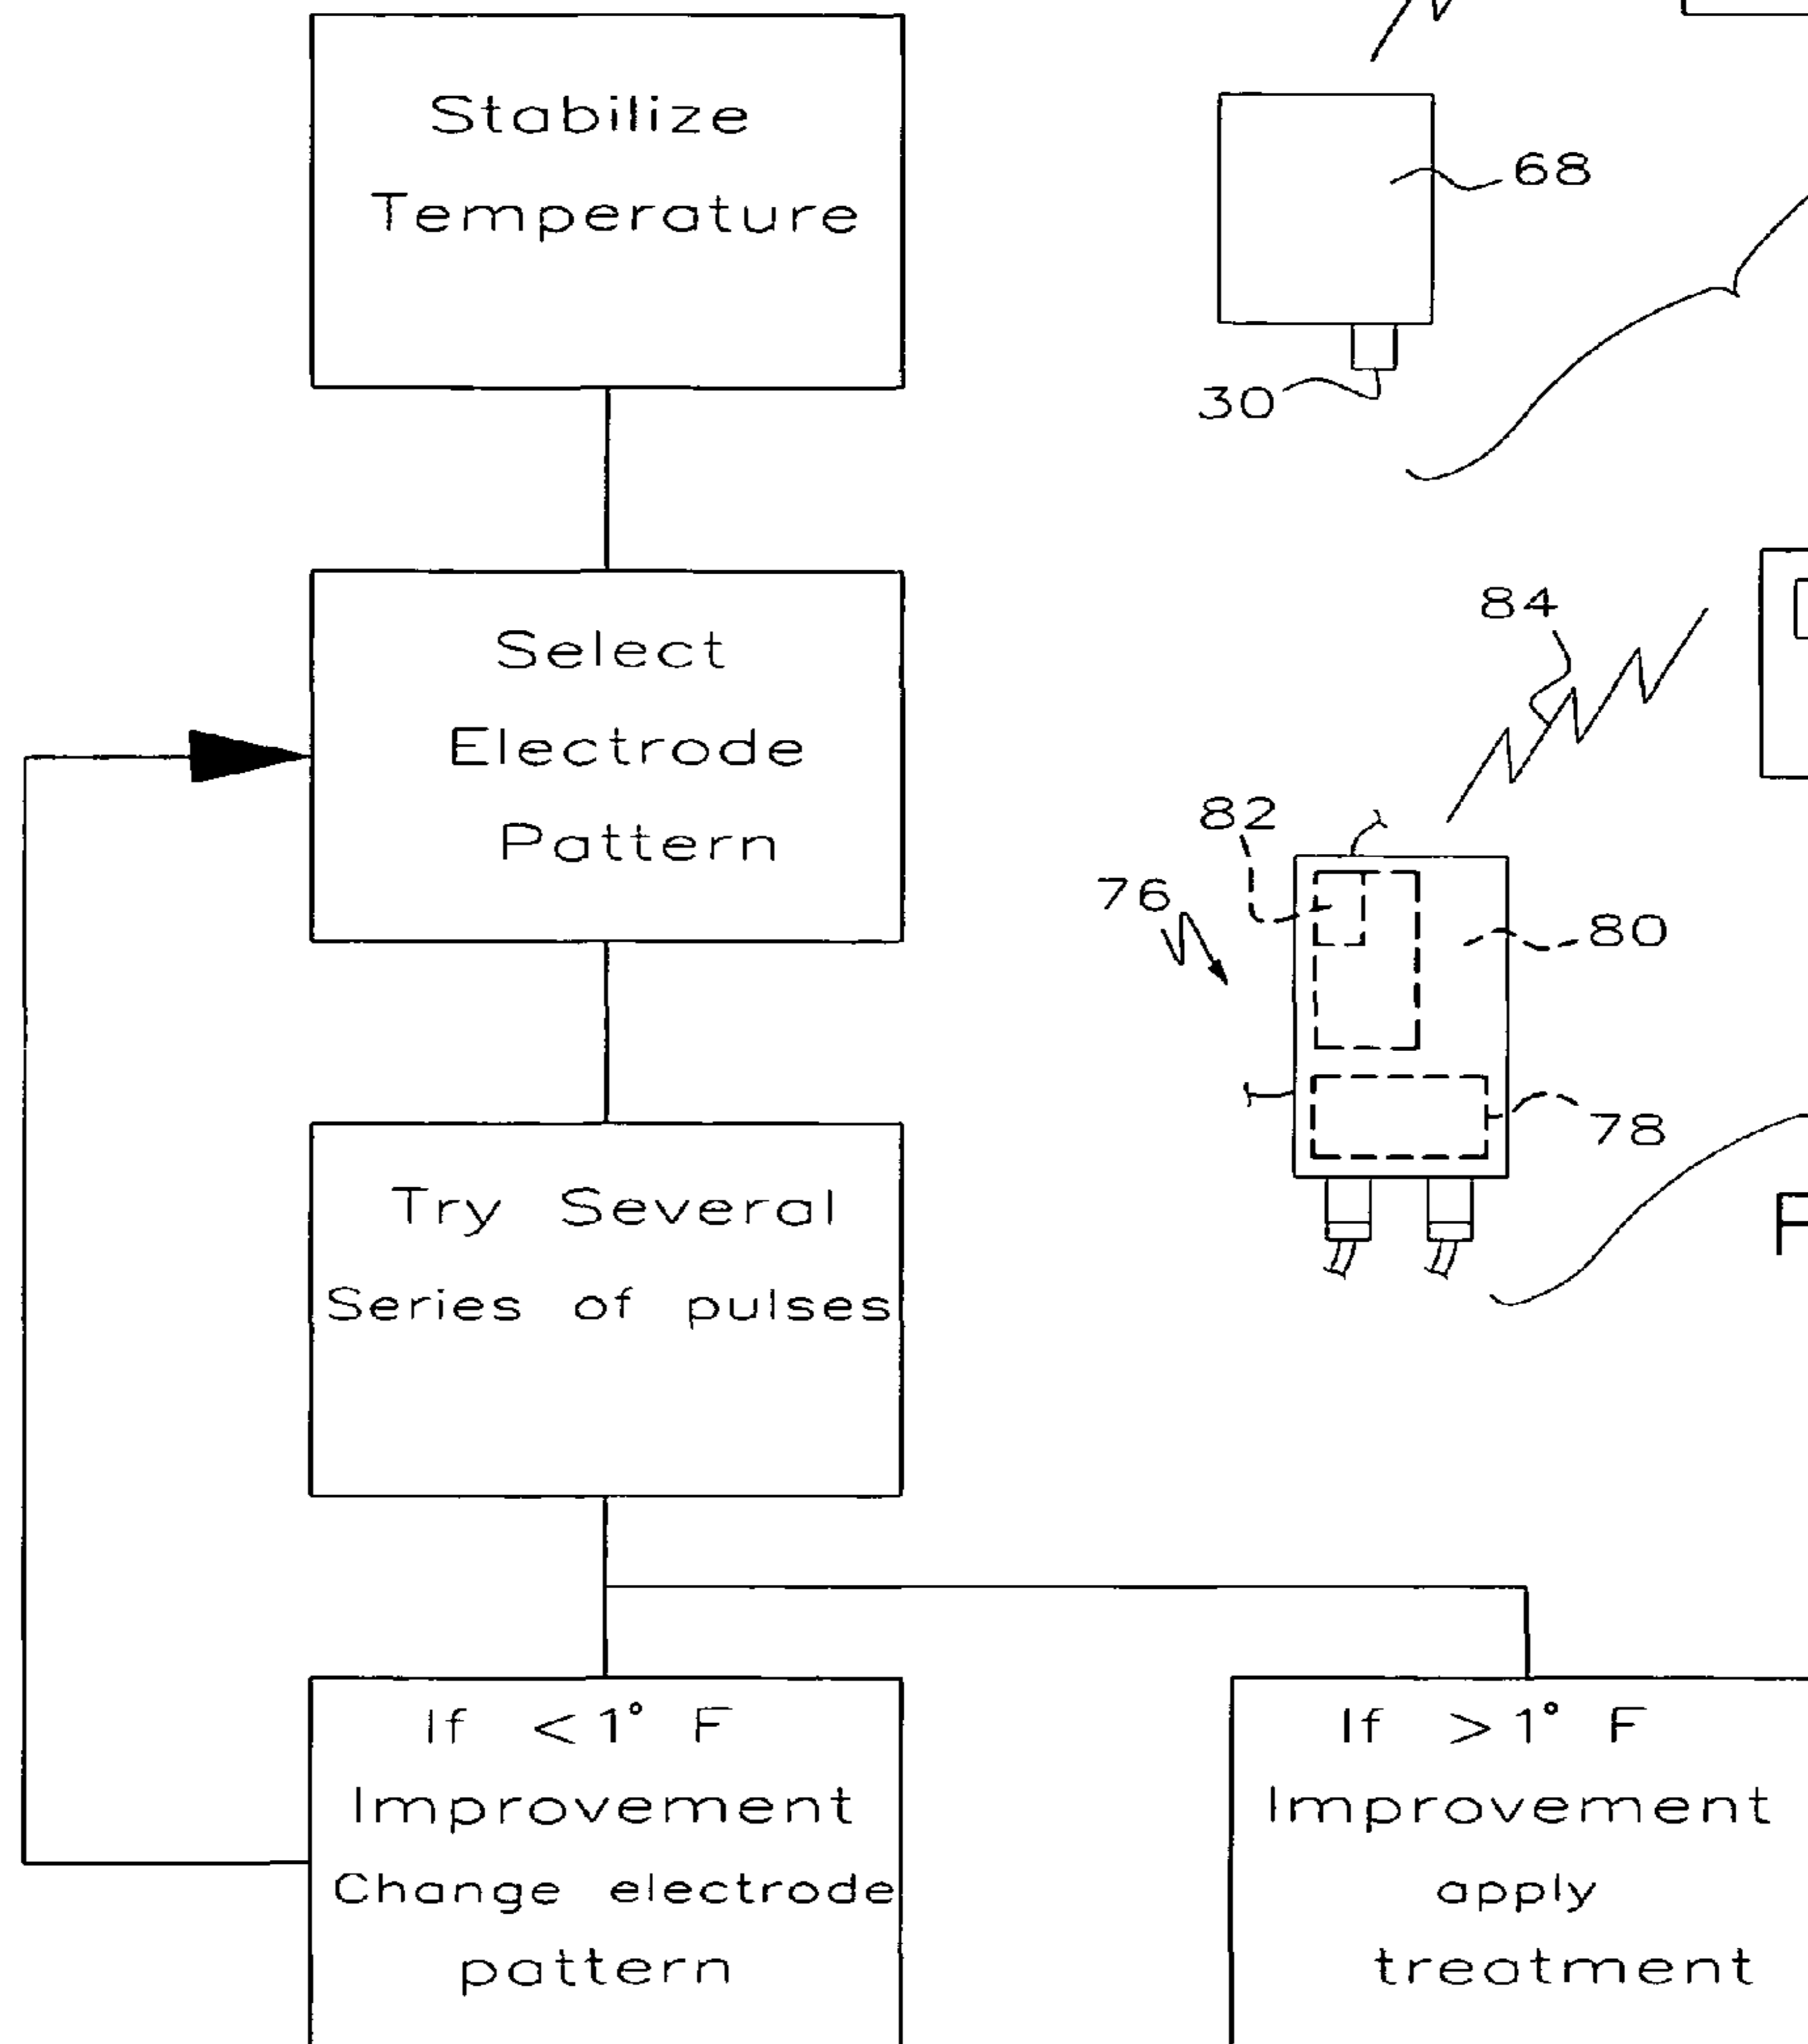 Stabilize
Temperature
Select
Electrode
Pattern
Try Several
Series of pulses
If <1° F
Improvement
Change electrode
pattern
If >1° F
Improvement
apply
treatment
68
30
84
82
76
80
78
F